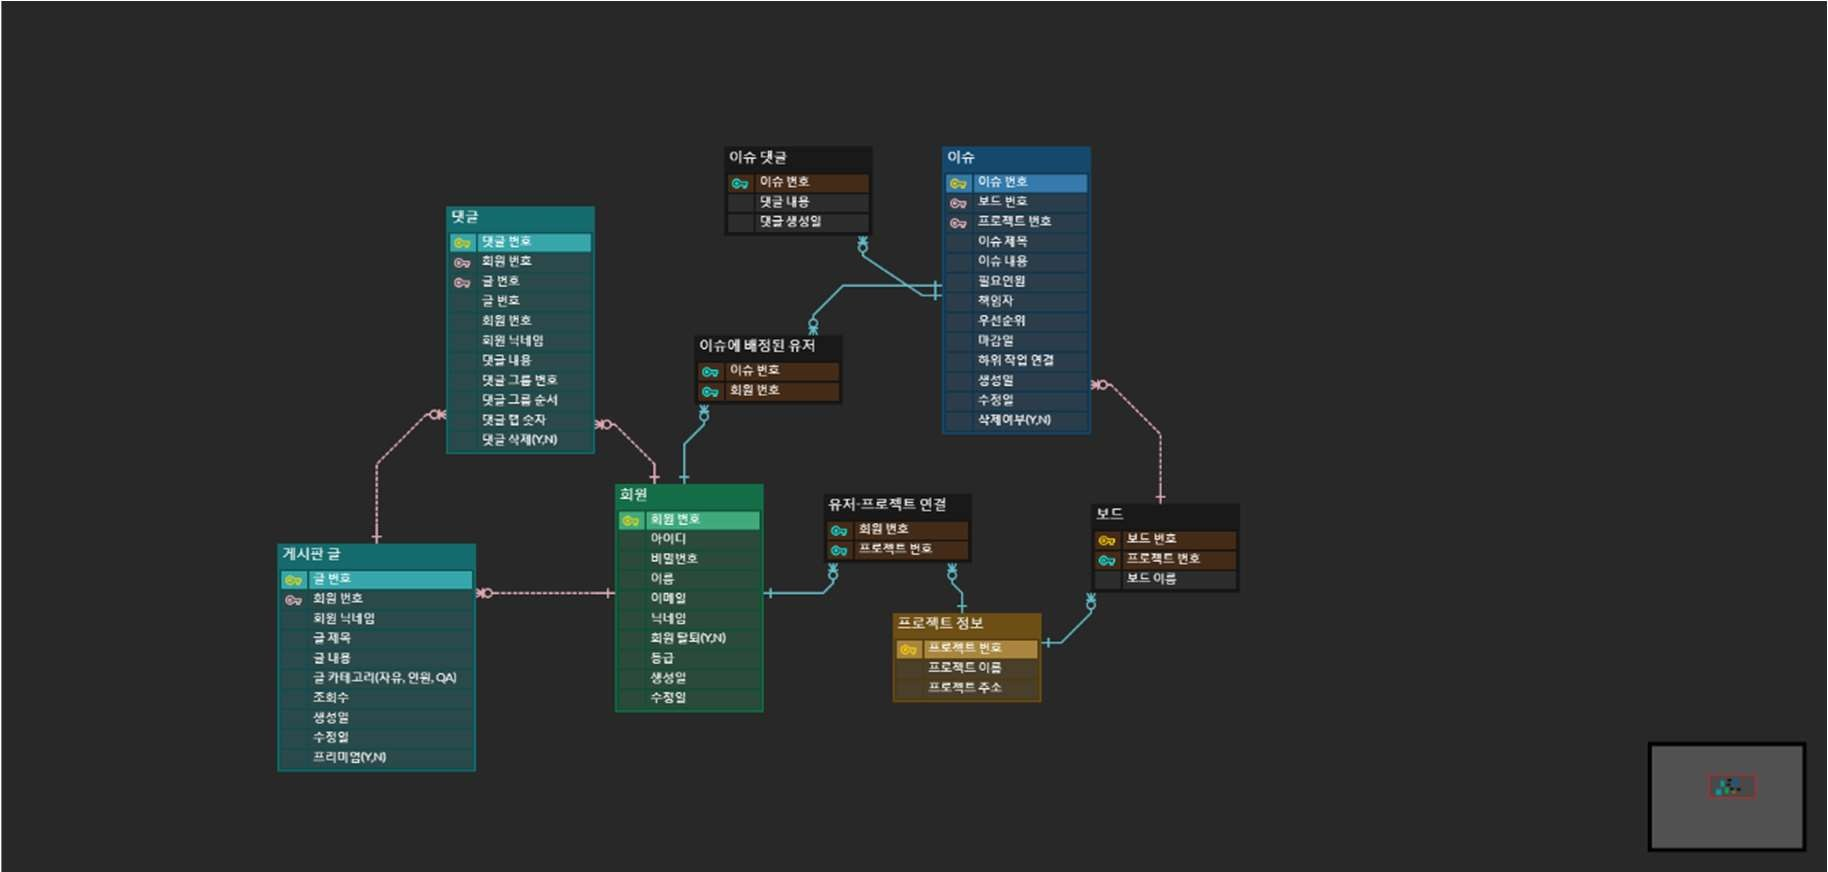 이슈 댓글
이슈 번호
댓글 내용
댓글 생성일
이슈
이슈 번호
보드 번호
프로젝트 번호
이슈 제목
이슈 내용
필요인원
책임자
우선순위
마감일
하위 작업 연결
생성일
수정일
삭제여부(Y,N)
댓글
댓글 번호
회원 번호
글 번호
글 번호
회원 번호
회원 닉네임
댓글 내용
댓글 그룹 번호
댓글 그룹 순서
댓글 탭 숫자
댓글 삭제(Y,N)
이슈에 배정된 유저
이슈 번호
회원 번호
회원
회원 번호
아이디
비밀번호
이름
이메일
닉네임
회원 탈퇴(Y,N)
등급
생성일
수정일
유저-프로젝트 연결
회원 번호
프로젝트 번호
보드
보드 번호
프로젝트 번호
보드 이름
게시판 글
글 번호
회원 번호
회원 닉네임
글 제목
글 내용
글 카테고리(자유, 인원, QA)
조회수
생성일
수정일
프리미엄(Y,N)
프로젝트 정보
프로젝트 번호
프로젝트 이름
프로젝트 주소